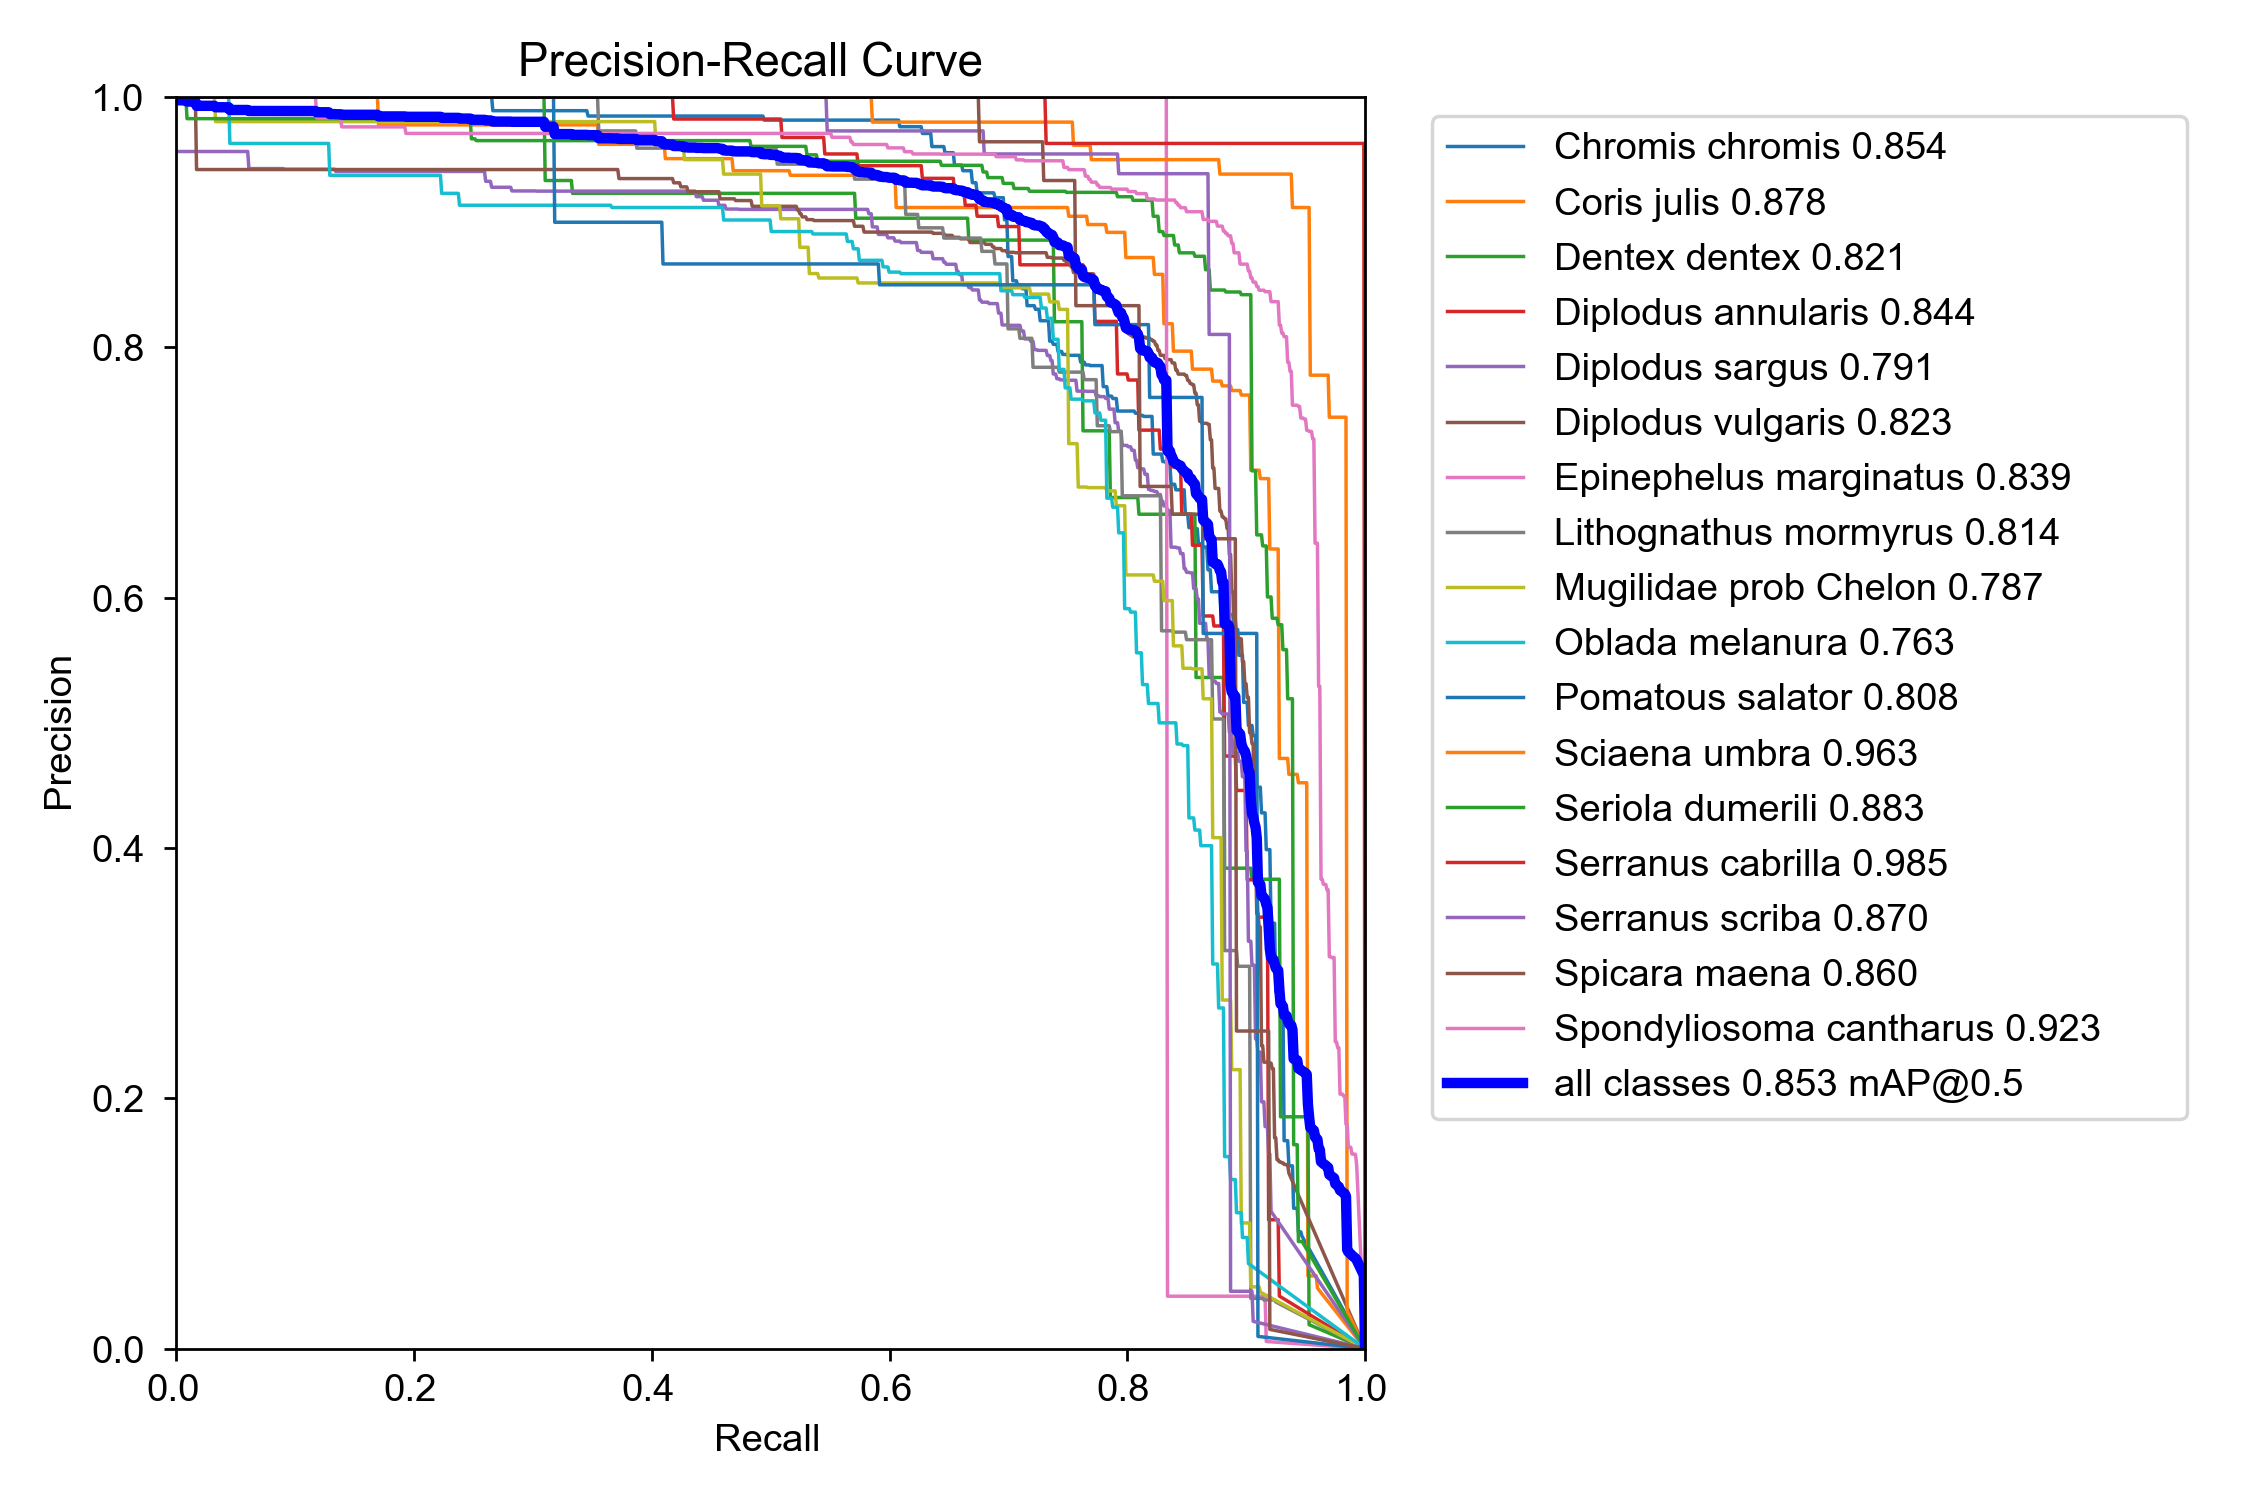 Precision-Recall Curve
1.0
0.8
0.6
0.4
0.2
0.0
Precision
0.0 0.2 0.4 0.6 0.8 1.0
Recall
Chromis chromis 0.854
Coris julis 0.878
Dentex dentex 0.821
Diplodus annularis 0.844
Diplodus sargus 0.791
Diplodus vulgaris 0.823
Epinephelus marginatus 0.839
Lithognathus mormyrus 0.814
Mugilidae prob Chelon 0.787
Oblada melanura 0.763
Pomatous salator 0.808
Sciaena umbra 0.963
Seriola dumerili 0.883
Serranus cabrilla 0.985
Serranus scriba 0.870
Spicara maena 0.860
Spondyliosoma cantharus 0.923
all classes 0.853 mAP@0.5